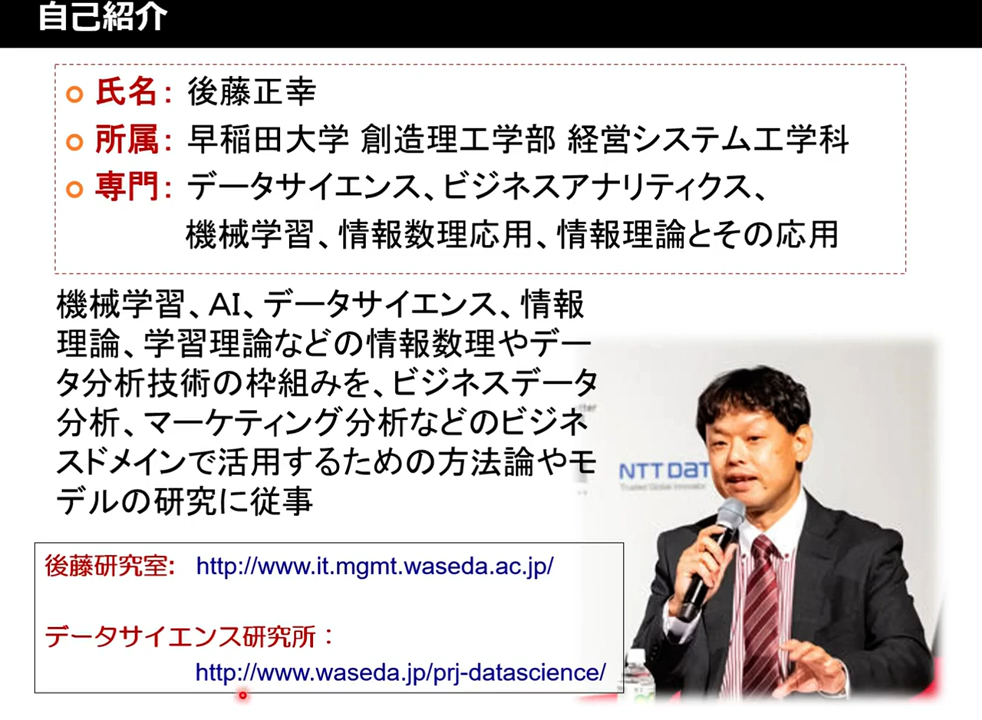 自己紹介
氏名： 後藤正幸
所属： 早稲田大学 創造理工学部 経営システム工学科
専門： データサイエンス、ビジネスアナリティクス、
機械学習、情報数理応用、情報理論とその応用
機械学習、AI、データサイエンス、情報
理論、学習理論などの情報数理やデー
タ分析技術の枠組みを、ビジネスデータ
分析、マーケティング分析などのビジネ
スドメインで活用するための方法論やモ
デルの研究に従事
NTT DaT
Trusted Global Innovator
後藤研究室: http://www.it.mgmt.waseda.ac.jp/
データサイエンス研究所：
http://www.waseda.jp/prj-datascience/